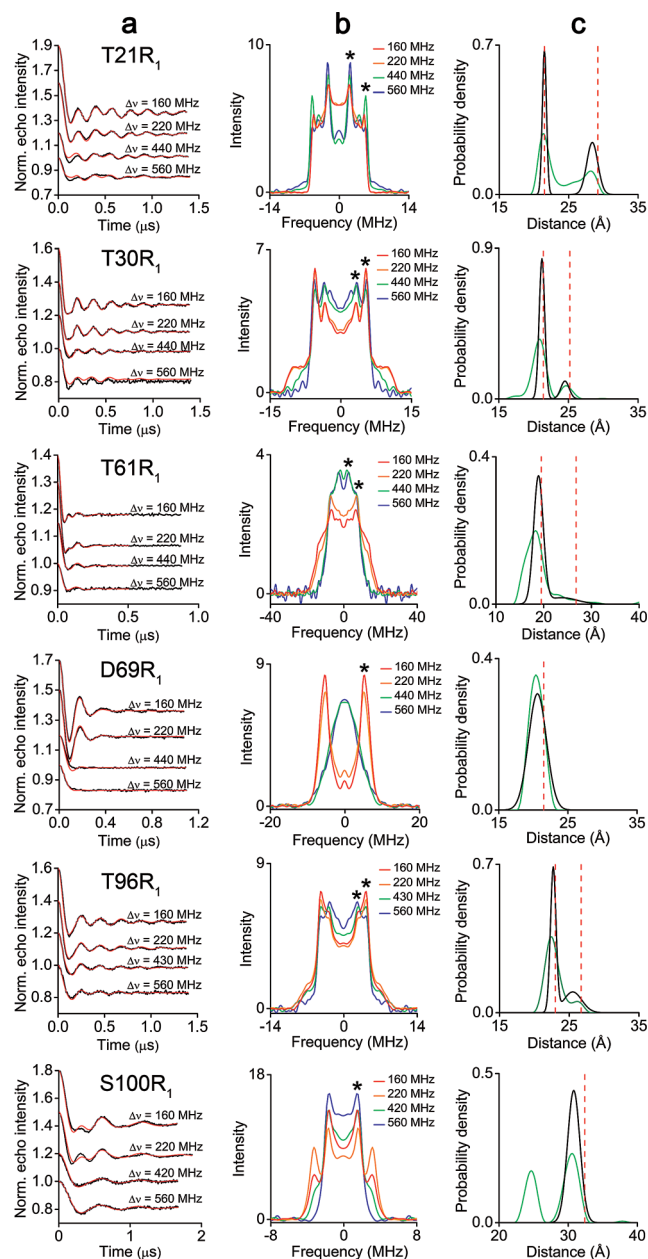 a b c
T21R1
Norm. echo intensity
1.9
1.7
1.5
1.3
1.1
0.9
0.7
Δν = 160 MHz
Δν = 220 MHz
Δν = 440 MHz
Δν = 560 MHz
0.0 0.5 1.0 1.5
Time (μs)
Intensity
10
0
* *
160 MHz
220 MHz
440 MHz
560 MHz
-14 -7 0 7 14
Frequency (MHz)
Probability density
0.7
0.0
15 25 35
Distance (Å)
T30R1
Norm. echo intensity
1.6
1.4
1.2
1.0
0.8
Δν = 160 MHz
Δν = 220 MHz
Δν = 440 MHz
Δν = 560 MHz
0.0 0.5 1.0 1.5
Time (μs)
Intensity
7
0
* *
160 MHz
220 MHz
440 MHz
560 MHz
-15 0 15
Frequency (MHz)
Probability density
0.9
0.0
15 25 35
Distance (Å)
T61R1
Norm. echo intensity
1.4
1.3
1.2
1.1
1.0
0.9
Δν = 160 MHz
Δν = 220 MHz
Δν = 440 MHz
Δν = 560 MHz
0.0 0.5 1.0
Time (μs)
Intensity
4
0
* *
160 MHz
220 MHz
440 MHz
560 MHz
-40 -20 0 20 40
Frequency (MHz)
Probability density
0.4
0.0
10 20 30 40
Distance (Å)
D69R1
Norm. echo intensity
1.7
1.5
1.3
1.1
0.9
0.7
Δν = 160 MHz
Δν = 220 MHz
Δν = 440 MHz
Δν = 560 MHz
0.0 0.4 0.8 1.2
Time (μs)
Intensity
9
0
*
160 MHz
220 MHz
440 MHz
560 MHz
-20 0 20
Frequency (MHz)
Probability density
0.4
0.0
15 25 35
Distance (Å)
T96R1
Norm. echo intensity
1.6
1.4
1.2
1.0
0.8
Δν = 160 MHz
Δν = 220 MHz
Δν = 430 MHz
Δν = 560 MHz
0.0 0.5 1.0 1.5
Time (μs)
Intensity
9
0
* *
160 MHz
220 MHz
430 MHz
560 MHz
-14 -7 0 7 14
Frequency (MHz)
Probability density
0.7
0.0
15 25 35
Distance (Å)
S100R1
Norm. echo intensity
1.6
1.4
1.2
1.0
0.8
Δν = 160 MHz
Δν = 220 MHz
Δν = 420 MHz
Δν = 560 MHz
0 1 2
Time (μs)
Intensity
18
0
*
160 MHz
220 MHz
420 MHz
560 MHz
-8 -4 0 4 8
Frequency (MHz)
Probability density
0.5
0.0
20 30 40
Distance (Å)